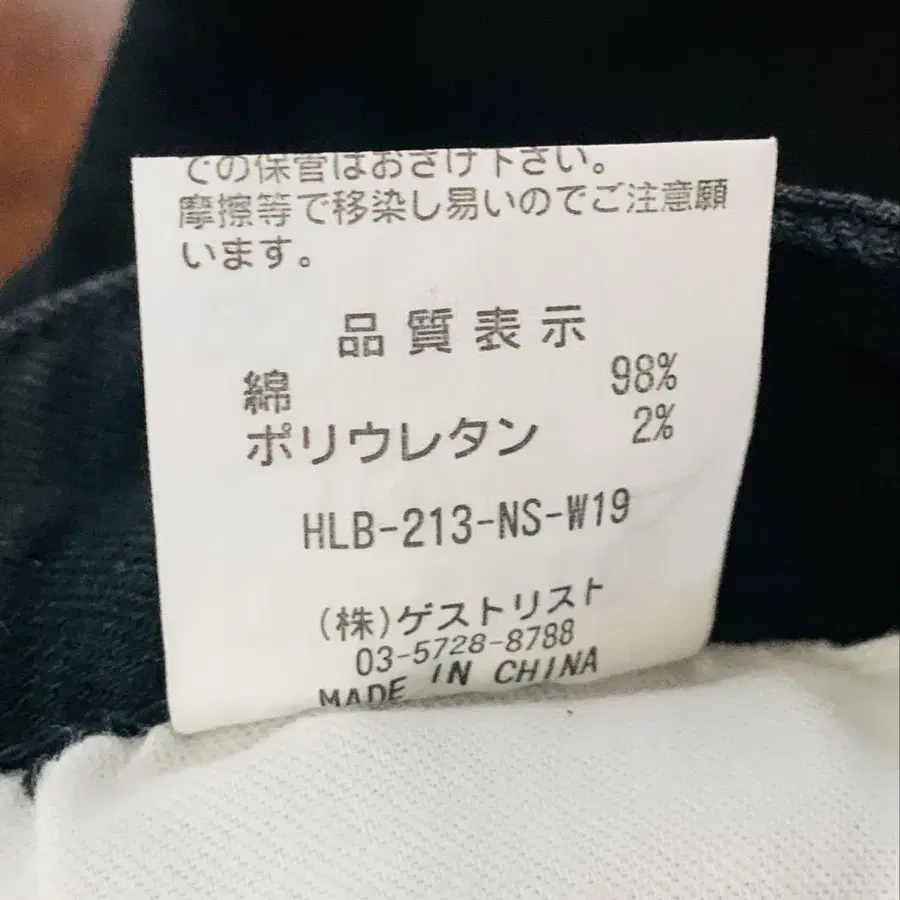 での保管はおさけ下さい。
摩擦等で移染し易いのでご注意願
います。
品質表示
綿 98%
ポリウレタン 2%
HLB-213-NS-W19
(株)ゲストリスト
03-5728-8788
MADE IN CHINA